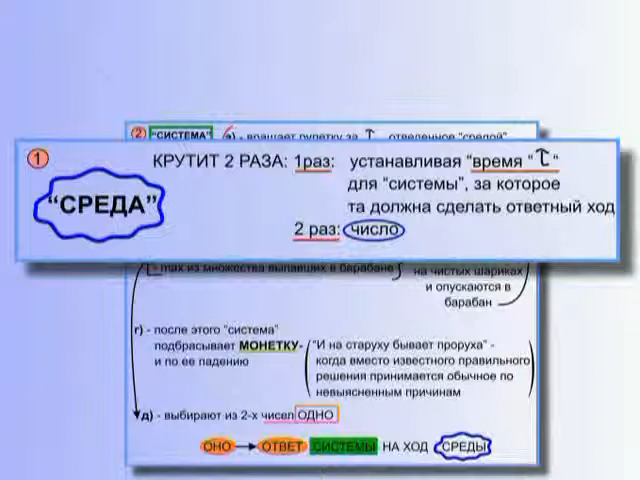 2 "СИСТЕМА" а) - вращает рулетку за τ, отведенное "средой"
1 КРУТИТ 2 РАЗА: 1раз: устанавливая "время "τ"
"СРЕДА" для "системы", за которое
та должна сделать ответный ход
2 раз: число
- max из множества выпавших в барабане
на чистых шариках
и опускаются в
барабан
г) - после этого "система"
подбрасывает МОНЕТКУ-
и по ее падению
"И на старуху бывает проруха" -
когда вместо известного правильного
решения принимается обычное по
невыясненным причинам
д) - выбирают из 2-х чисел ОДНО
ОНО ОТВЕТ СИСТЕМЫ НА ХОД СРЕДЫ